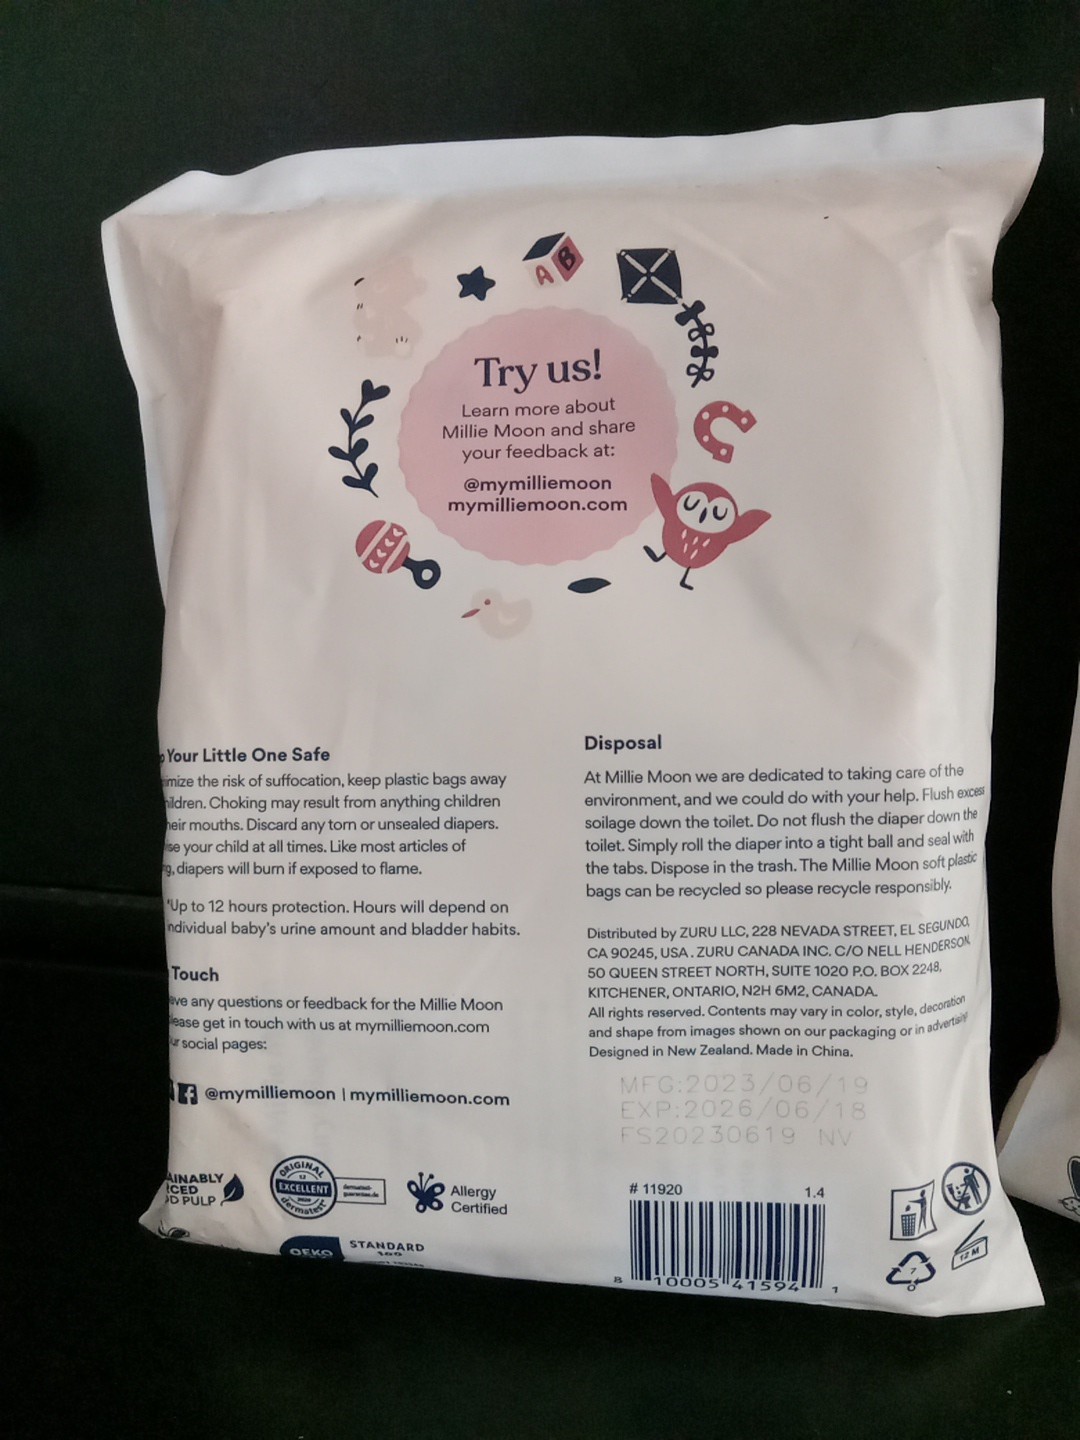 A B
Try us!
Learn more about
Millie Moon and share
your feedback at:
@mymilliemoon
mymilliemoon.com
Your Little One Safe
the risk of suffocation, keep plastic bags away
Choking may result from anything children
mouths. Discard any torn or unsealed diapers.
your child at all times. Like most articles of
diapers will burn if exposed to flame.
*Up to 12 hours protection. Hours will depend on
individual baby's urine amount and bladder habits.
Touch
any questions or feedback for the Millie Moon
get in touch with us at mymilliemoon.com
social pages:
@mymilliemoon | mymilliemoon.com
PULP
ORIGINAL
12
EXCELLENT
dermatest®
Allergy
Certified
OEKO
STANDARD
100
Disposal
At Millie Moon we are dedicated to taking care of the
environment, and we could do with your help. Flush excess
soilage down the toilet. Do not flush the diaper down the
toilet. Simply roll the diaper into a tight ball and seal with
the tabs. Dispose in the trash. The Millie Moon soft plastic
bags can be recycled so please recycle responsibly.
Distributed by ZURU LLC, 228 NEVADA STREET, EL SEGUNDO,
CA 90245, USA. ZURU CANADA INC. C/O NELL HENDERSON,
50 QUEEN STREET NORTH, SUITE 1020 P.O. BOX 2248,
KITCHENER, ONTARIO, N2H 6M2, CANADA.
All rights reserved. Contents may vary in color, style, decoration
and shape from images shown on our packaging or in advertising.
Designed in New Zealand. Made in China.
MFG:2023/06/19
EXP:2026/06/18
FS20230619 NV
# 11920 1.4
8 10005 41594 1
7
12 M